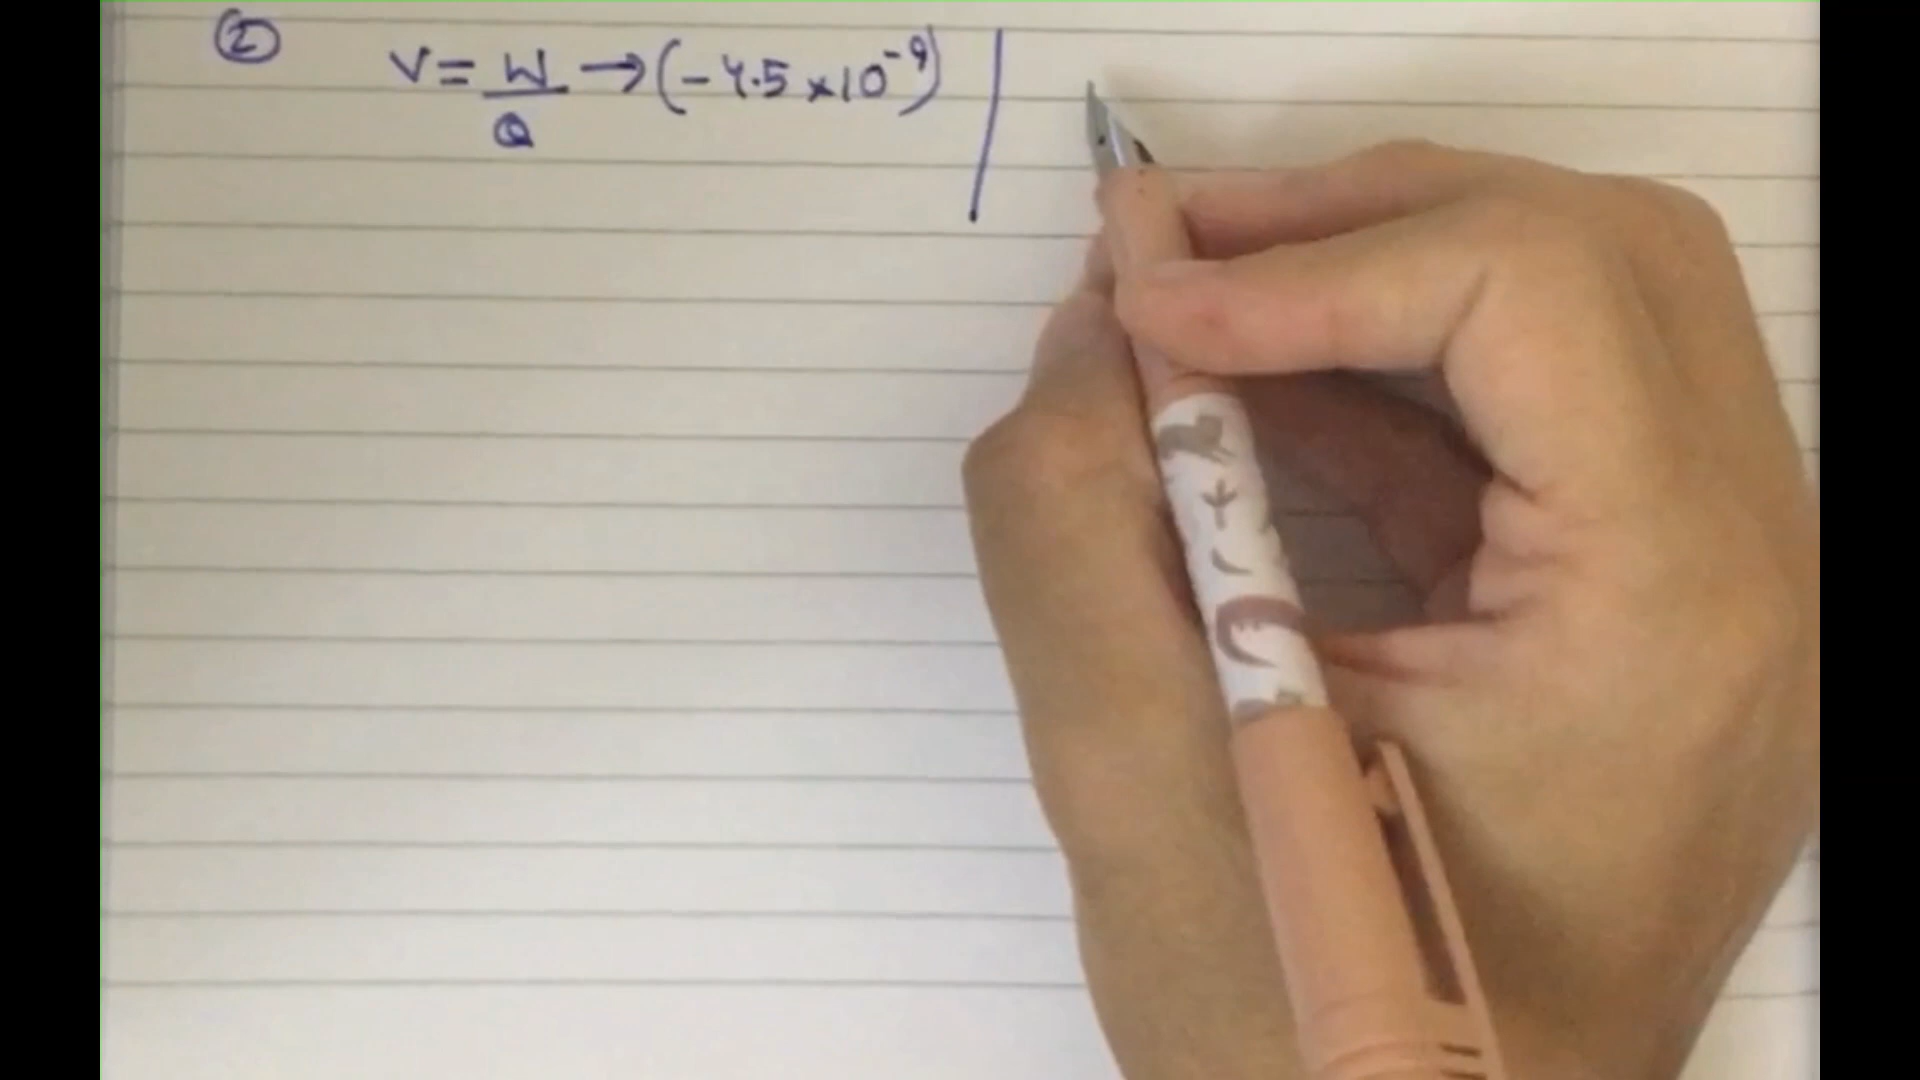 ② V = W/Q → (-4.5 ×10⁻⁹)